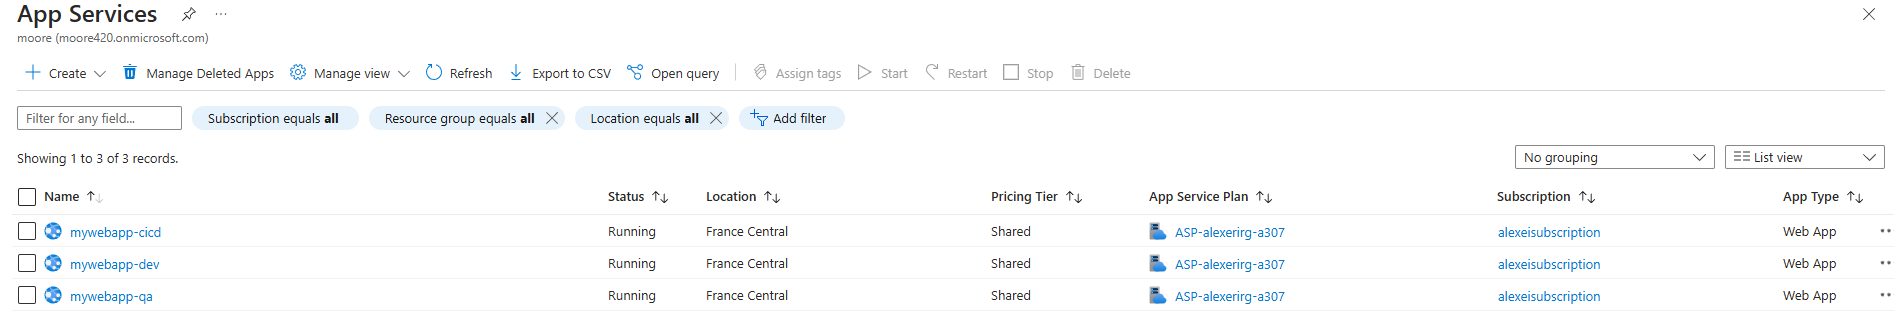 App Services
moore (moore420.onmicrosoft.com)
Create Manage Deleted Apps Manage view Refresh Export to CSV Open query Assign tags Start Restart Stop Delete
Filter for any field... Subscription equals all Resource group equals all Location equals all Add filter
Showing 1 to 3 of 3 records. No grouping List view
Name Status Location Pricing Tier App Service Plan Subscription App Type
mywebapp-cicd Running France Central Shared ASP-alexerirg-a307 alexeisubscription Web App
mywebapp-dev Running France Central Shared ASP-alexerirg-a307 alexeisubscription Web App
mywebapp-qa Running France Central Shared ASP-alexerirg-a307 alexeisubscription Web App